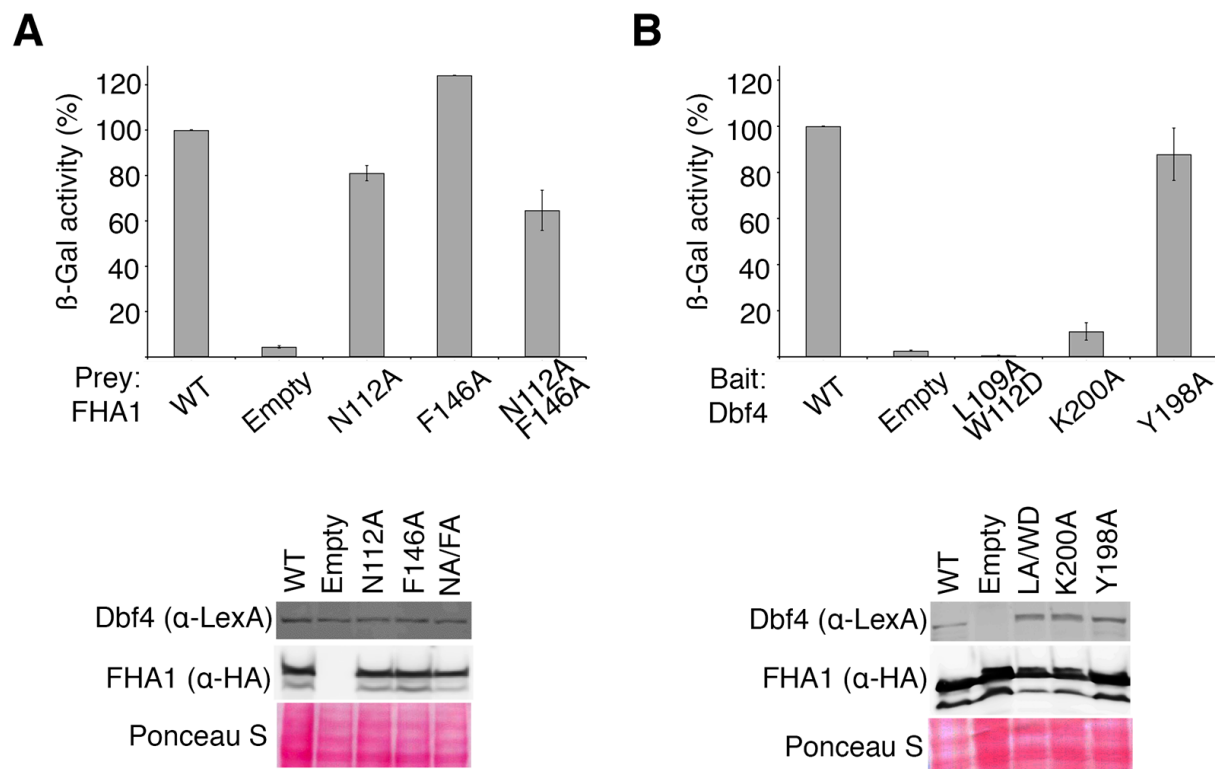 A
ß-Gal activity (%)
120
100
80
60
40
20
Prey:
FHA1
WT
Empty
N112A
F146A
N112A
F146A
WT
Empty
N112A
F146A
NA/FA
Dbf4 (α-LexA)
FHA1 (α-HA)
Ponceau S
B
ß-Gal activity (%)
120
100
80
60
40
20
Bait:
Dbf4
WT
Empty
L109A
W112D
K200A
Y198A
WT
Empty
LA/WD
K200A
Y198A
Dbf4 (α-LexA)
FHA1 (α-HA)
Ponceau S